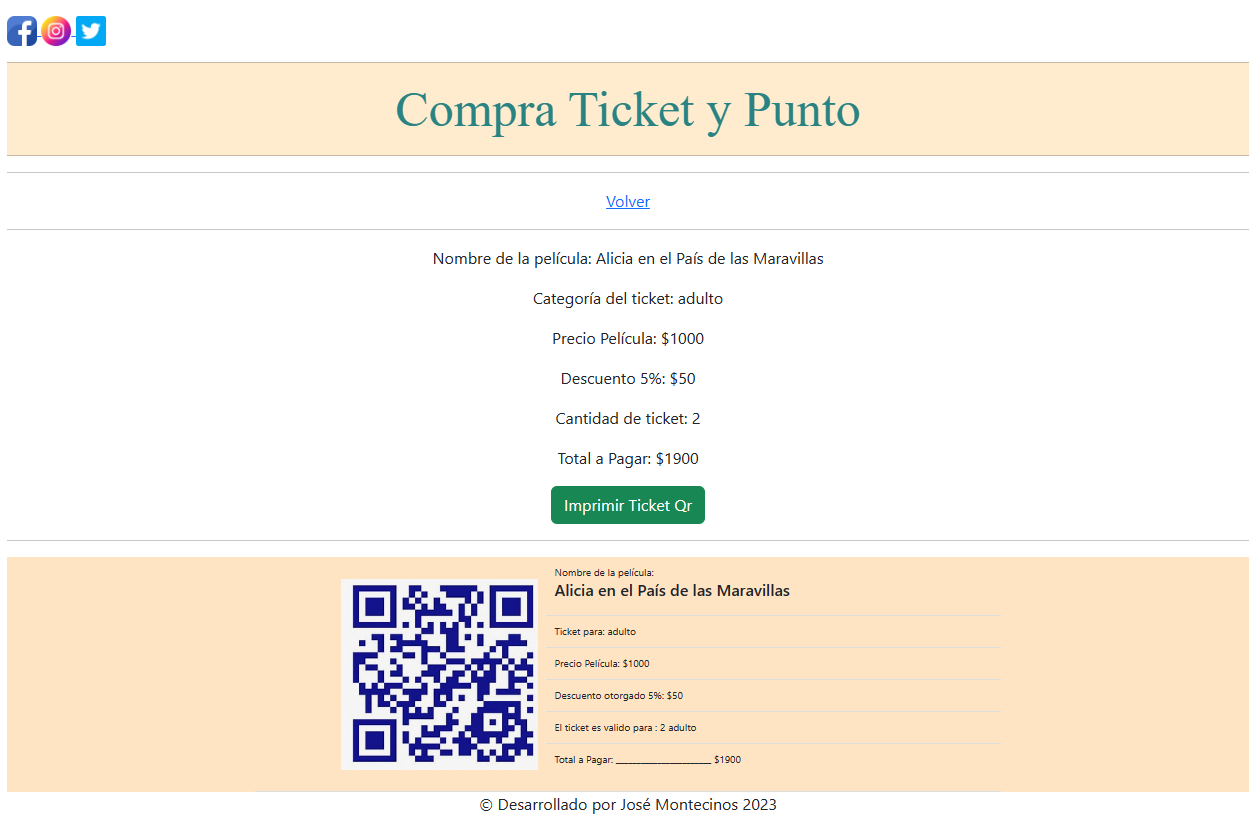 Compra Ticket y Punto
Volver
Nombre de la película: Alicia en el País de las Maravillas
Categoría del ticket: adulto
Precio Película: $1000
Descuento 5%: $50
Cantidad de ticket: 2
Total a Pagar: $1900
Imprimir Ticket Qr
Nombre de la película:
Alicia en el País de las Maravillas
Ticket para: adulto
Precio Película: $1000
Descuento otorgado 5%: $50
El ticket es valido para : 2 adulto
Total a Pagar: ______________________ $1900
© Desarrollado por José Montecinos 2023